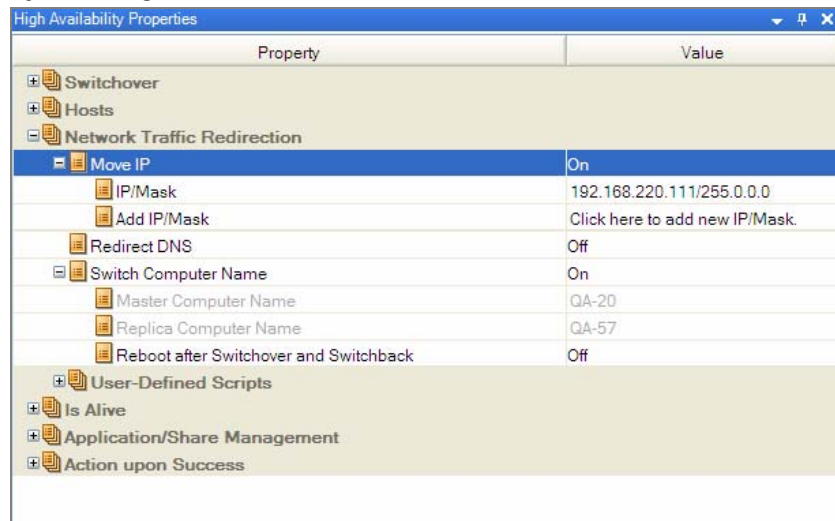 High Availability Properties
Property Value
Switchover
Hosts
Network Traffic Redirection
Move IP On
IP/Mask 192.168.220.111/255.0.0.0
Add IP/Mask Click here to add new IP/Mask.
Redirect DNS Off
Switch Computer Name On
Master Computer Name QA-20
Replica Computer Name QA-57
Reboot after Switchover and Switchback Off
User-Defined Scripts
Is Alive
Application/Share Management
Action upon Success